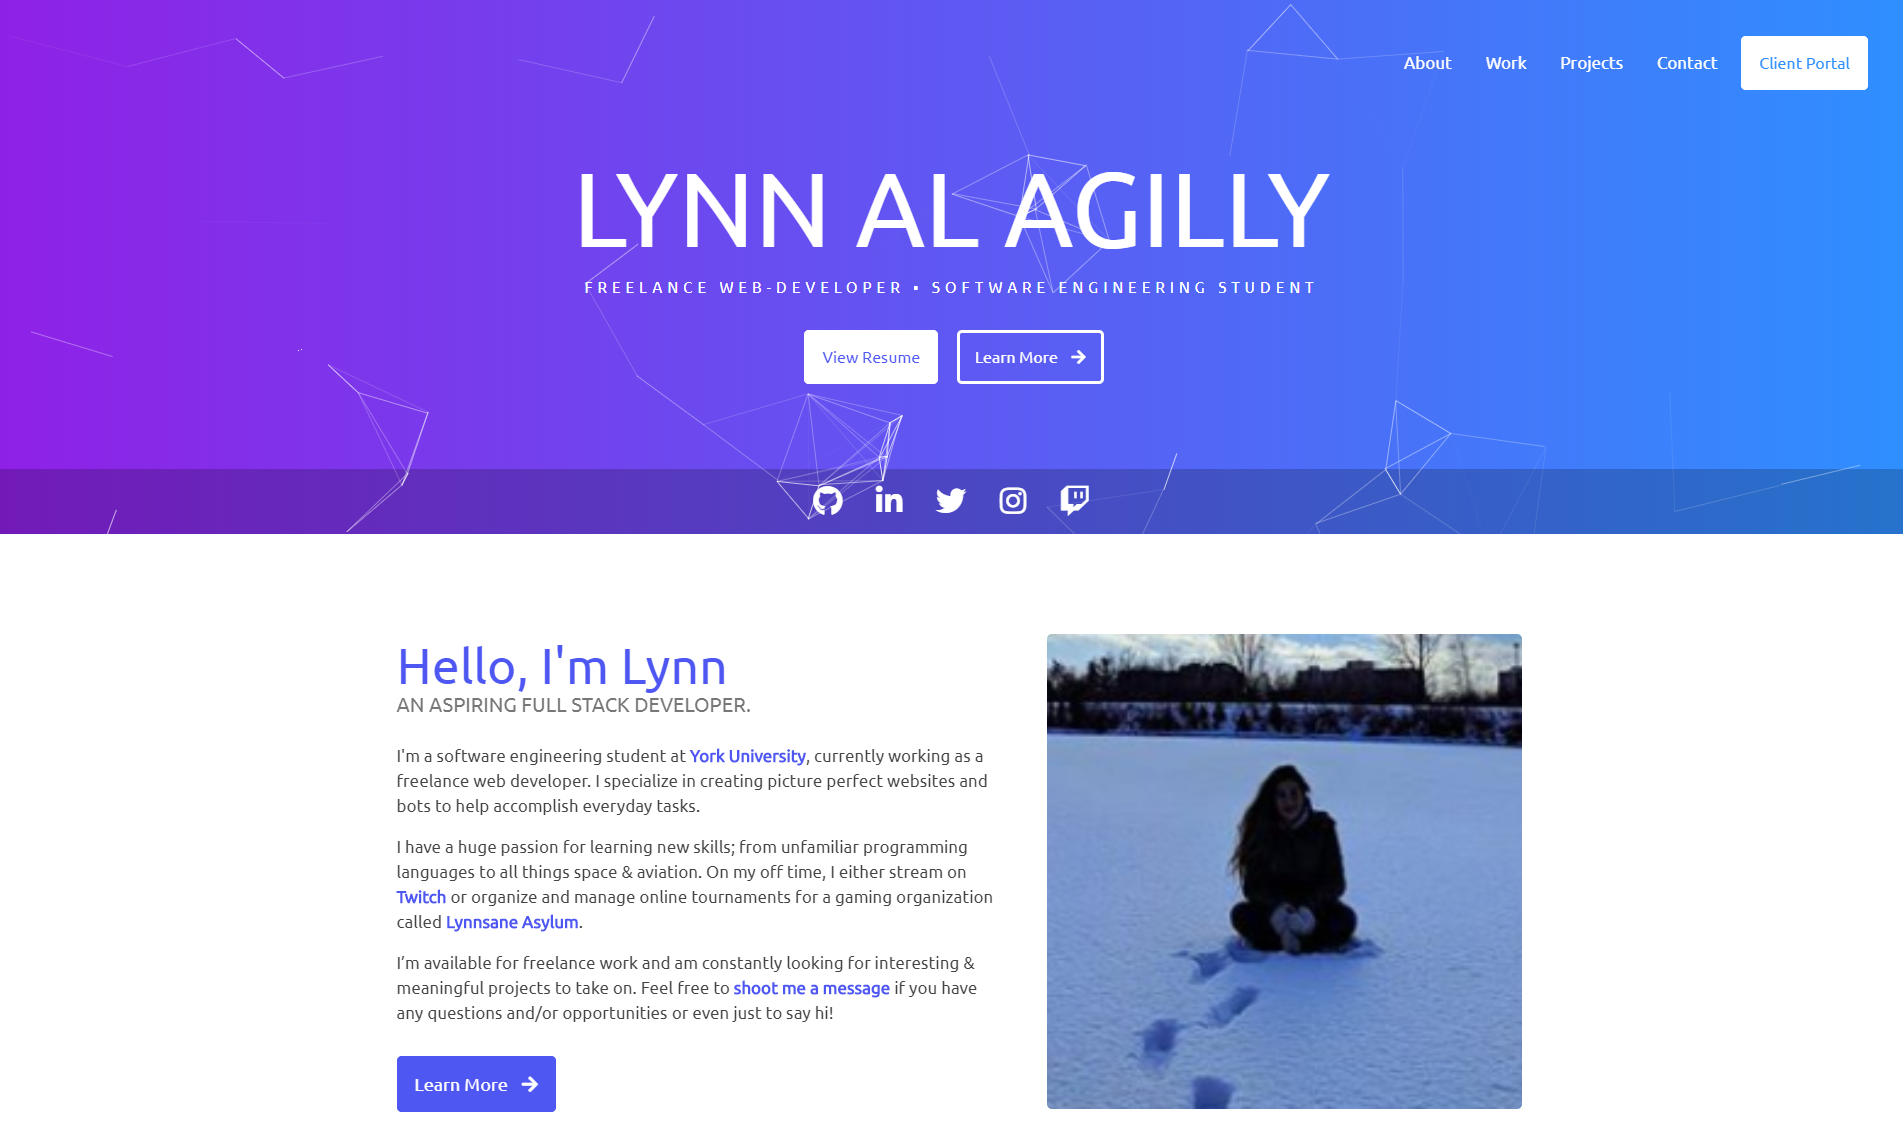 About Work Projects Contact Client Portal
LYNN AL AGILLY
FREELANCE WEB-DEVELOPER ▪ SOFTWARE ENGINEERING STUDENT
View Resume Learn More
Hello, I'm Lynn
AN ASPIRING FULL STACK DEVELOPER.
I'm a software engineering student at York University, currently working as a
freelance web developer. I specialize in creating picture perfect websites and
bots to help accomplish everyday tasks.
I have a huge passion for learning new skills; from unfamiliar programming
languages to all things space & aviation. On my off time, I either stream on
Twitch or organize and manage online tournaments for a gaming organization
called Lynnsane Asylum.
I’m available for freelance work and am constantly looking for interesting &
meaningful projects to take on. Feel free to shoot me a message if you have
any questions and/or opportunities or even just to say hi!
Learn More